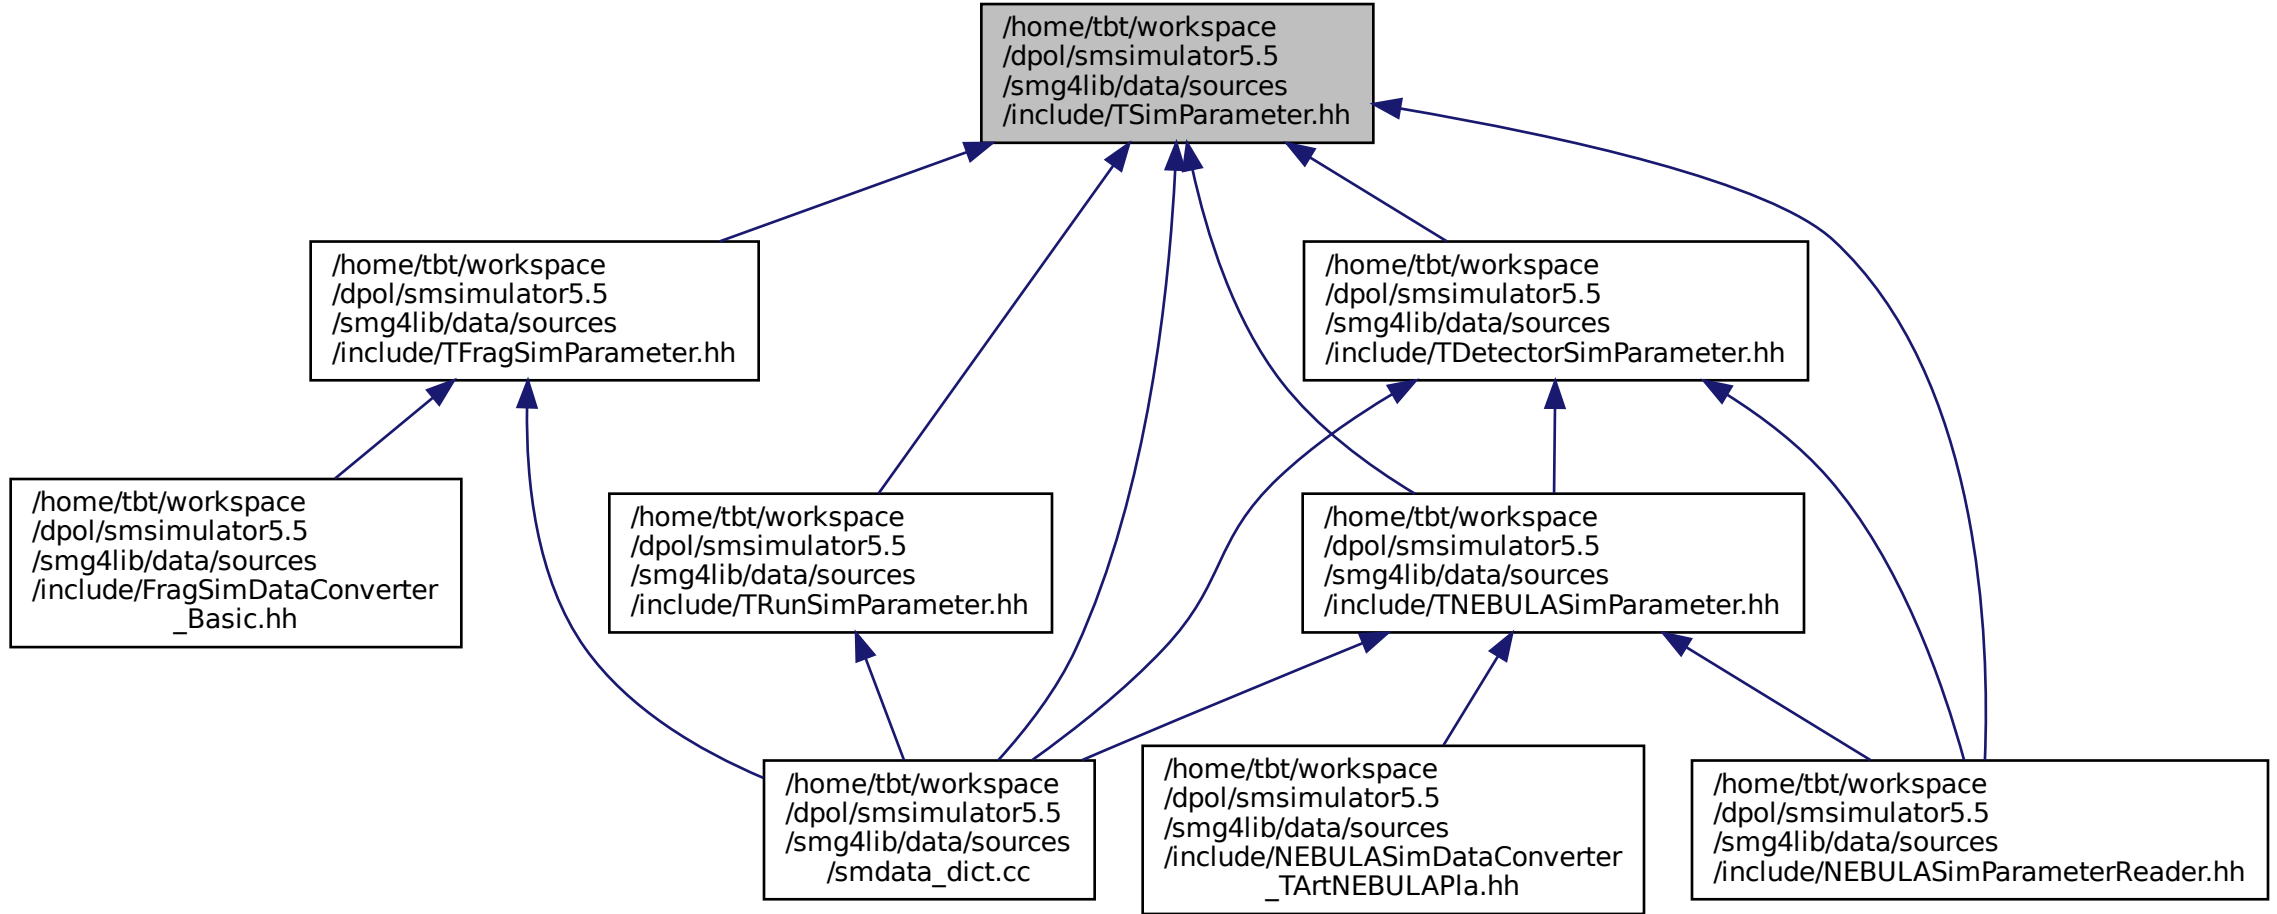 /home/tbt/workspace
/dpol/smsimulator5.5
/smg4lib/data/sources
/include/TSimParameter.hh
/home/tbt/workspace
/dpol/smsimulator5.5
/smg4lib/data/sources
/include/TFragSimParameter.hh
/home/tbt/workspace
/dpol/smsimulator5.5
/smg4lib/data/sources
/include/TDetectorSimParameter.hh
/home/tbt/workspace
/dpol/smsimulator5.5
/smg4lib/data/sources
/include/FragSimDataConverter
_Basic.hh
/home/tbt/workspace
/dpol/smsimulator5.5
/smg4lib/data/sources
/include/TRunSimParameter.hh
/home/tbt/workspace
/dpol/smsimulator5.5
/smg4lib/data/sources
/include/TNEBULASimParameter.hh
/home/tbt/workspace
/dpol/smsimulator5.5
/smg4lib/data/sources
/smdata_dict.cc
/home/tbt/workspace
/dpol/smsimulator5.5
/smg4lib/data/sources
/include/NEBULASimDataConverter
_TArtNEBULAPla.hh
/home/tbt/workspace
/dpol/smsimulator5.5
/smg4lib/data/sources
/include/NEBULASimParameterReader.hh